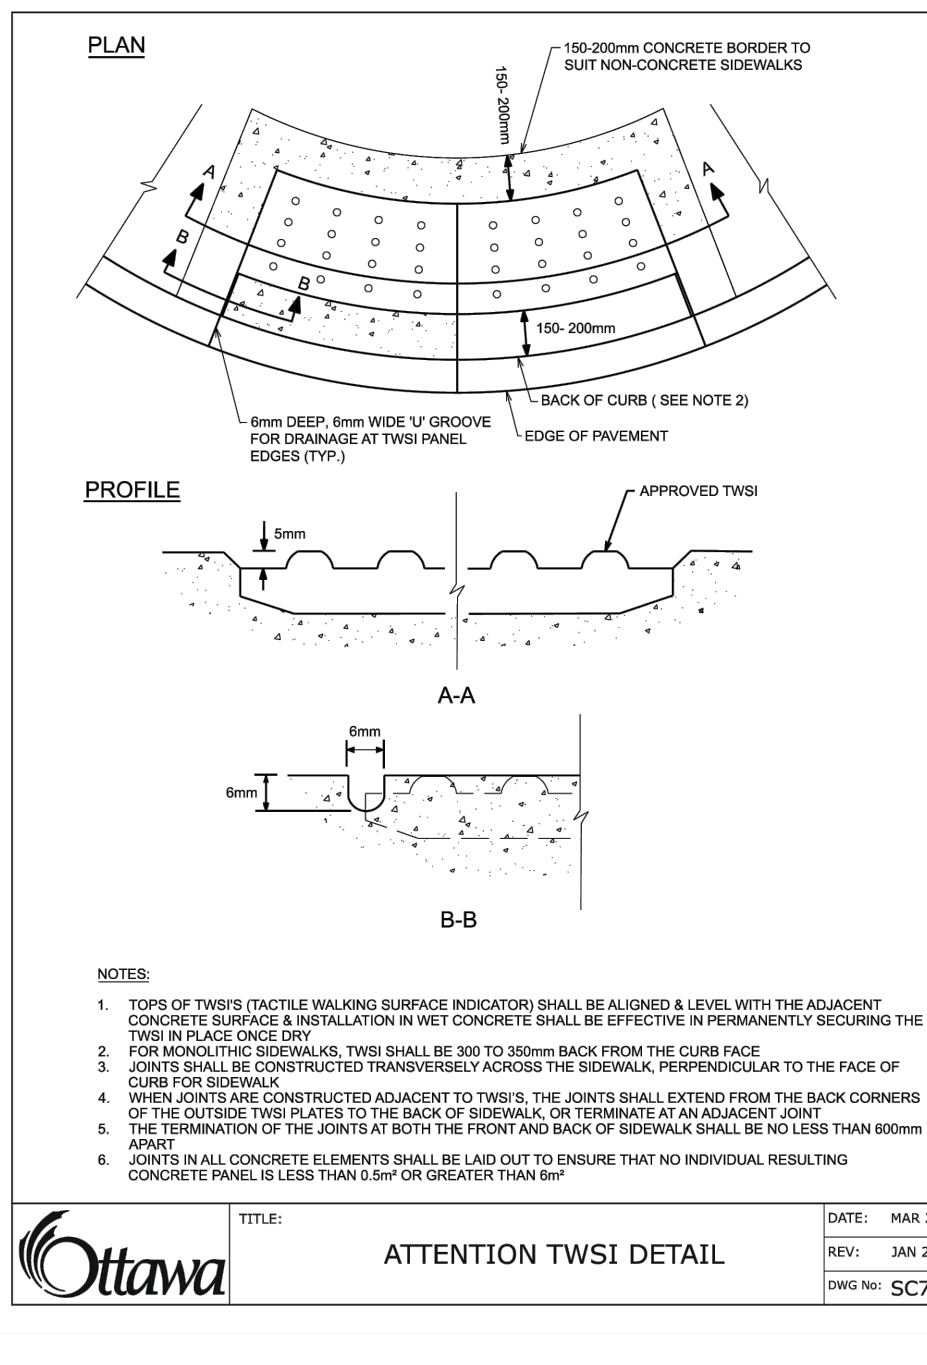 PLAN
150-200mm CONCRETE BORDER TO
SUIT NON-CONCRETE SIDEWALKS
150- 200mm
A
A
B
B
150- 200mm
BACK OF CURB ( SEE NOTE 2)
6mm DEEP, 6mm WIDE 'U' GROOVE
FOR DRAINAGE AT TWSI PANEL
EDGES (TYP.)
EDGE OF PAVEMENT
PROFILE
APPROVED TWSI
5mm
A-A
6mm
6mm
B-B
NOTES:
1. TOPS OF TWSI'S (TACTILE WALKING SURFACE INDICATOR) SHALL BE ALIGNED & LEVEL WITH THE ADJACENT
CONCRETE SURFACE & INSTALLATION IN WET CONCRETE SHALL BE EFFECTIVE IN PERMANENTLY SECURING THE
TWSI IN PLACE ONCE DRY
2. FOR MONOLITHIC SIDEWALKS, TWSI SHALL BE 300 TO 350mm BACK FROM THE CURB FACE
3. JOINTS SHALL BE CONSTRUCTED TRANSVERSELY ACROSS THE SIDEWALK, PERPENDICULAR TO THE FACE OF
CURB FOR SIDEWALK
4. WHEN JOINTS ARE CONSTRUCTED ADJACENT TO TWSI'S, THE JOINTS SHALL EXTEND FROM THE BACK CORNERS
OF THE OUTSIDE TWSI PLATES TO THE BACK OF SIDEWALK, OR TERMINATE AT AN ADJACENT JOINT
5. THE TERMINATION OF THE JOINTS AT BOTH THE FRONT AND BACK OF SIDEWALK SHALL BE NO LESS THAN 600mm
APART
6. JOINTS IN ALL CONCRETE ELEMENTS SHALL BE LAID OUT TO ENSURE THAT NO INDIVIDUAL RESULTING
CONCRETE PANEL IS LESS THAN 0.5m² OR GREATER THAN 6m²
Ottawa
TITLE:
ATTENTION TWSI DETAIL
DATE: MAR
REV: JAN
DWG No: SC7